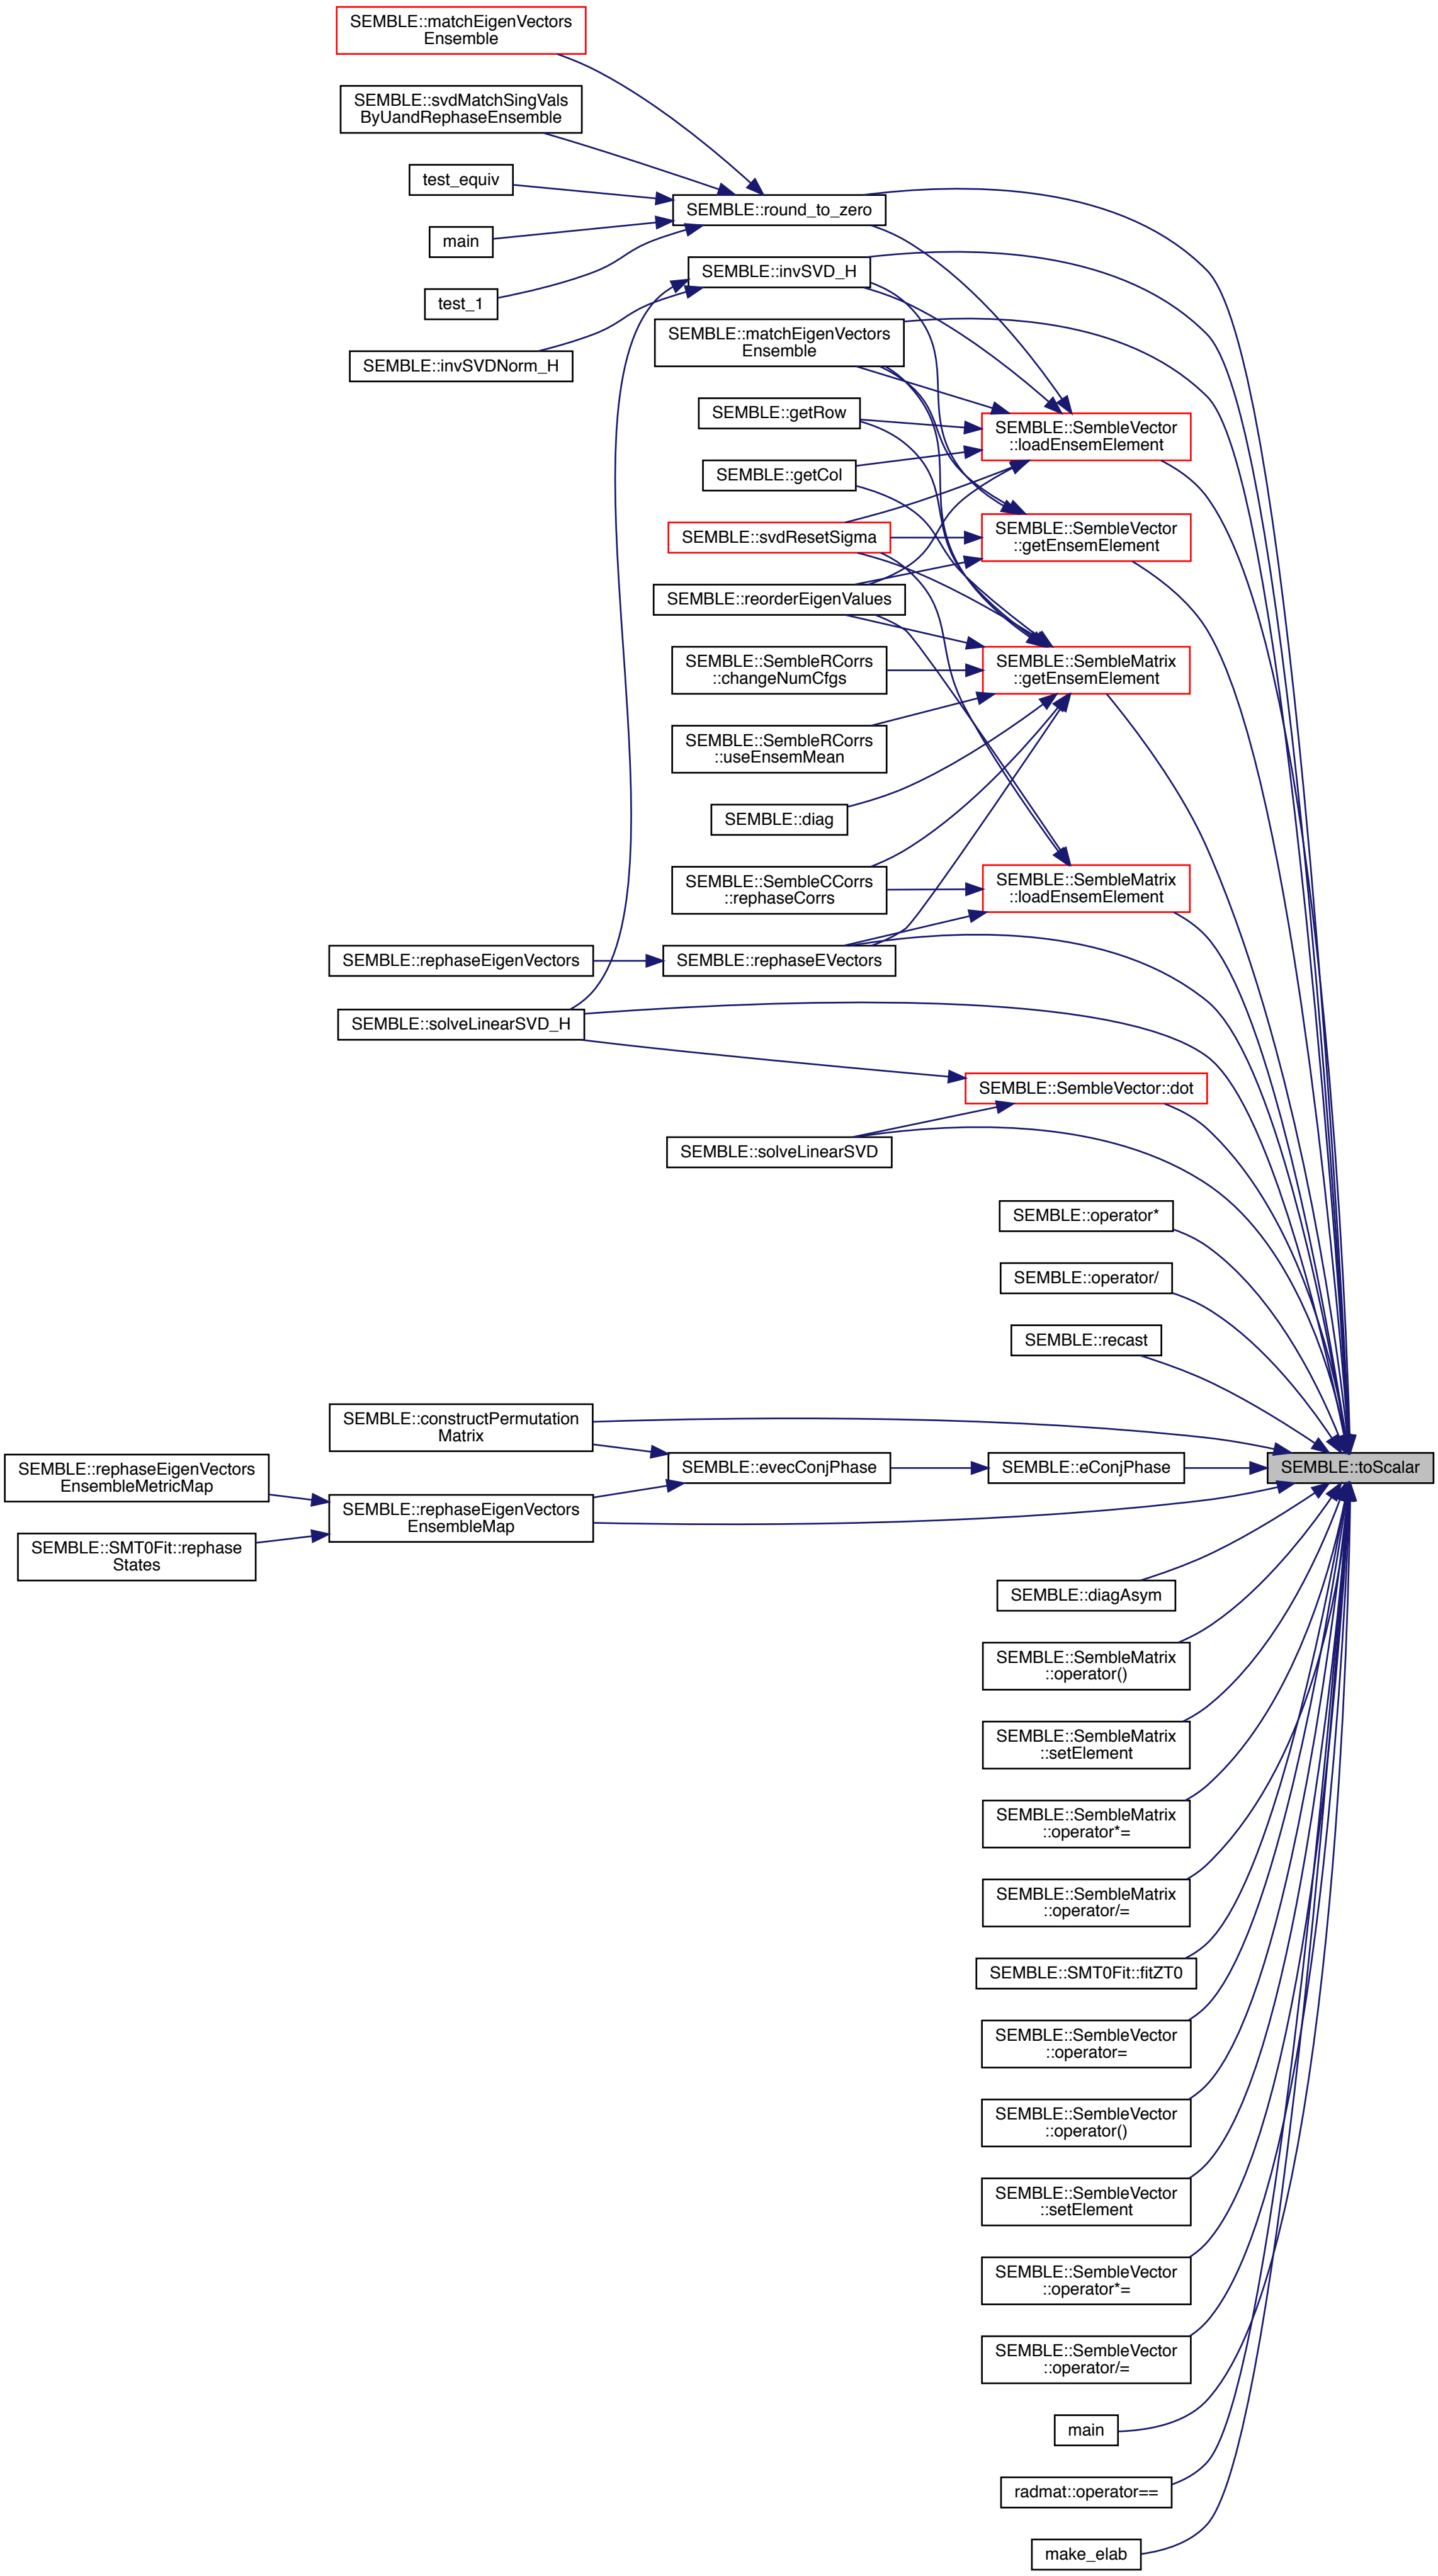 SEMBLE::matchEigenVectors
Ensemble
SEMBLE::svdMatchSingVals
ByUandRephaseEnsemble
test_equiv
SEMBLE::round_to_zero
main
SEMBLE::invSVD_H
test_1
SEMBLE::matchEigenVectors
Ensemble
SEMBLE::invSVDNorm_H
SEMBLE::getRow
SEMBLE::SembleVector
::loadEnsemElement
SEMBLE::getCol
SEMBLE::svdResetSigma
SEMBLE::SembleVector
::getEnsemElement
SEMBLE::reorderEigenValues
SEMBLE::SembleRCorrs
::changeNumCfgs
SEMBLE::SembleMatrix
::getEnsemElement
SEMBLE::SembleRCorrs
::useEnsemMean
SEMBLE::diag
SEMBLE::SembleCCorrs
::rephaseCorrs
SEMBLE::SembleMatrix
::loadEnsemElement
SEMBLE::rephaseEigenVectors
SEMBLE::rephaseEVectors
SEMBLE::solveLinearSVD_H
SEMBLE::SembleVector::dot
SEMBLE::solveLinearSVD
SEMBLE::operator*
SEMBLE::operator/
SEMBLE::recast
SEMBLE::constructPermutation
Matrix
SEMBLE::rephaseEigenVectors
EnsembleMetricMap
SEMBLE::evecConjPhase
SEMBLE::eConjPhase
SEMBLE::toScalar
SEMBLE::rephaseEigenVectors
EnsembleMap
SEMBLE::SMT0Fit::rephase
States
SEMBLE::diagAsym
SEMBLE::SembleMatrix
::operator()
SEMBLE::SembleMatrix
::setElement
SEMBLE::SembleMatrix
::operator*=
SEMBLE::SembleMatrix
::operator/=
SEMBLE::SMT0Fit::fitZT0
SEMBLE::SembleVector
::operator=
SEMBLE::SembleVector
::operator()
SEMBLE::SembleVector
::setElement
SEMBLE::SembleVector
::operator*=
SEMBLE::SembleVector
::operator/=
main
radmat::operator==
make_elab